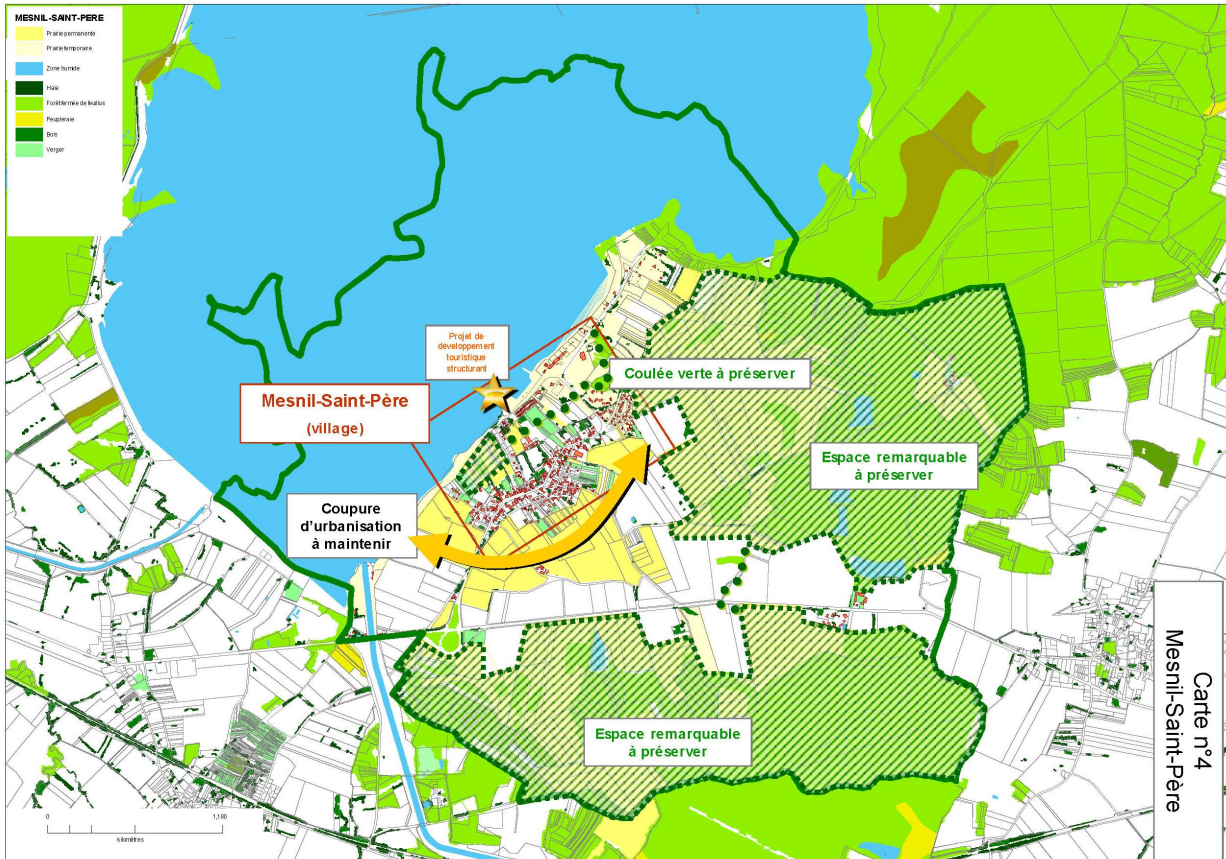 MESNIL-SAINT-PERE
Prairie permanente
Prairie temporaire
Zone humide
Haie
Forêt fermée de feuillus
Peupleraie
Bois
Verger
Projet de
développement
touristique
structurant
Mesnil-Saint-Père
(village)
Coulée verte à préserver
Espace remarquable
à préserver
Coupure
d'urbanisation
à maintenir
Espace remarquable
à préserver
Carte n°4
Mesnil-Saint-Père
0
1,180
kilomètres